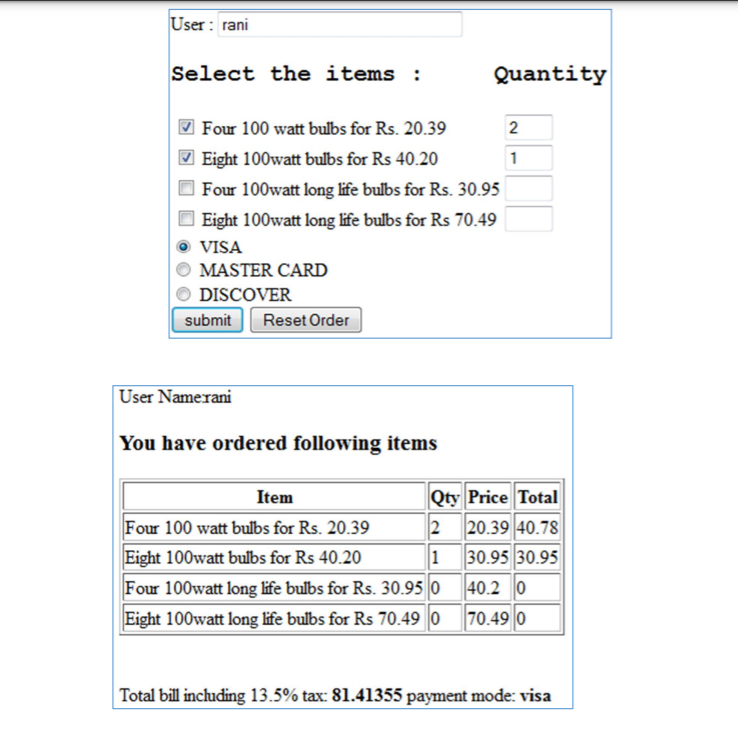 User : rani
Select the items : Quantity
Four 100 watt bulbs for Rs. 20.39 2
Eight 100watt bulbs for Rs 40.20 1
Four 100watt long life bulbs for Rs. 30.95
Eight 100watt long life bulbs for Rs 70.49
VISA
MASTER CARD
DISCOVER
submit Reset Order
User Name:rani
You have ordered following items
Item Qty Price Total
Four 100 watt bulbs for Rs. 20.39 2 20.39 40.78
Eight 100watt bulbs for Rs 40.20 1 30.95 30.95
Four 100watt long life bulbs for Rs. 30.95 0 40.2 0
Eight 100watt long life bulbs for Rs 70.49 0 70.49 0
Total bill including 13.5% tax: 81.41355 payment mode: visa